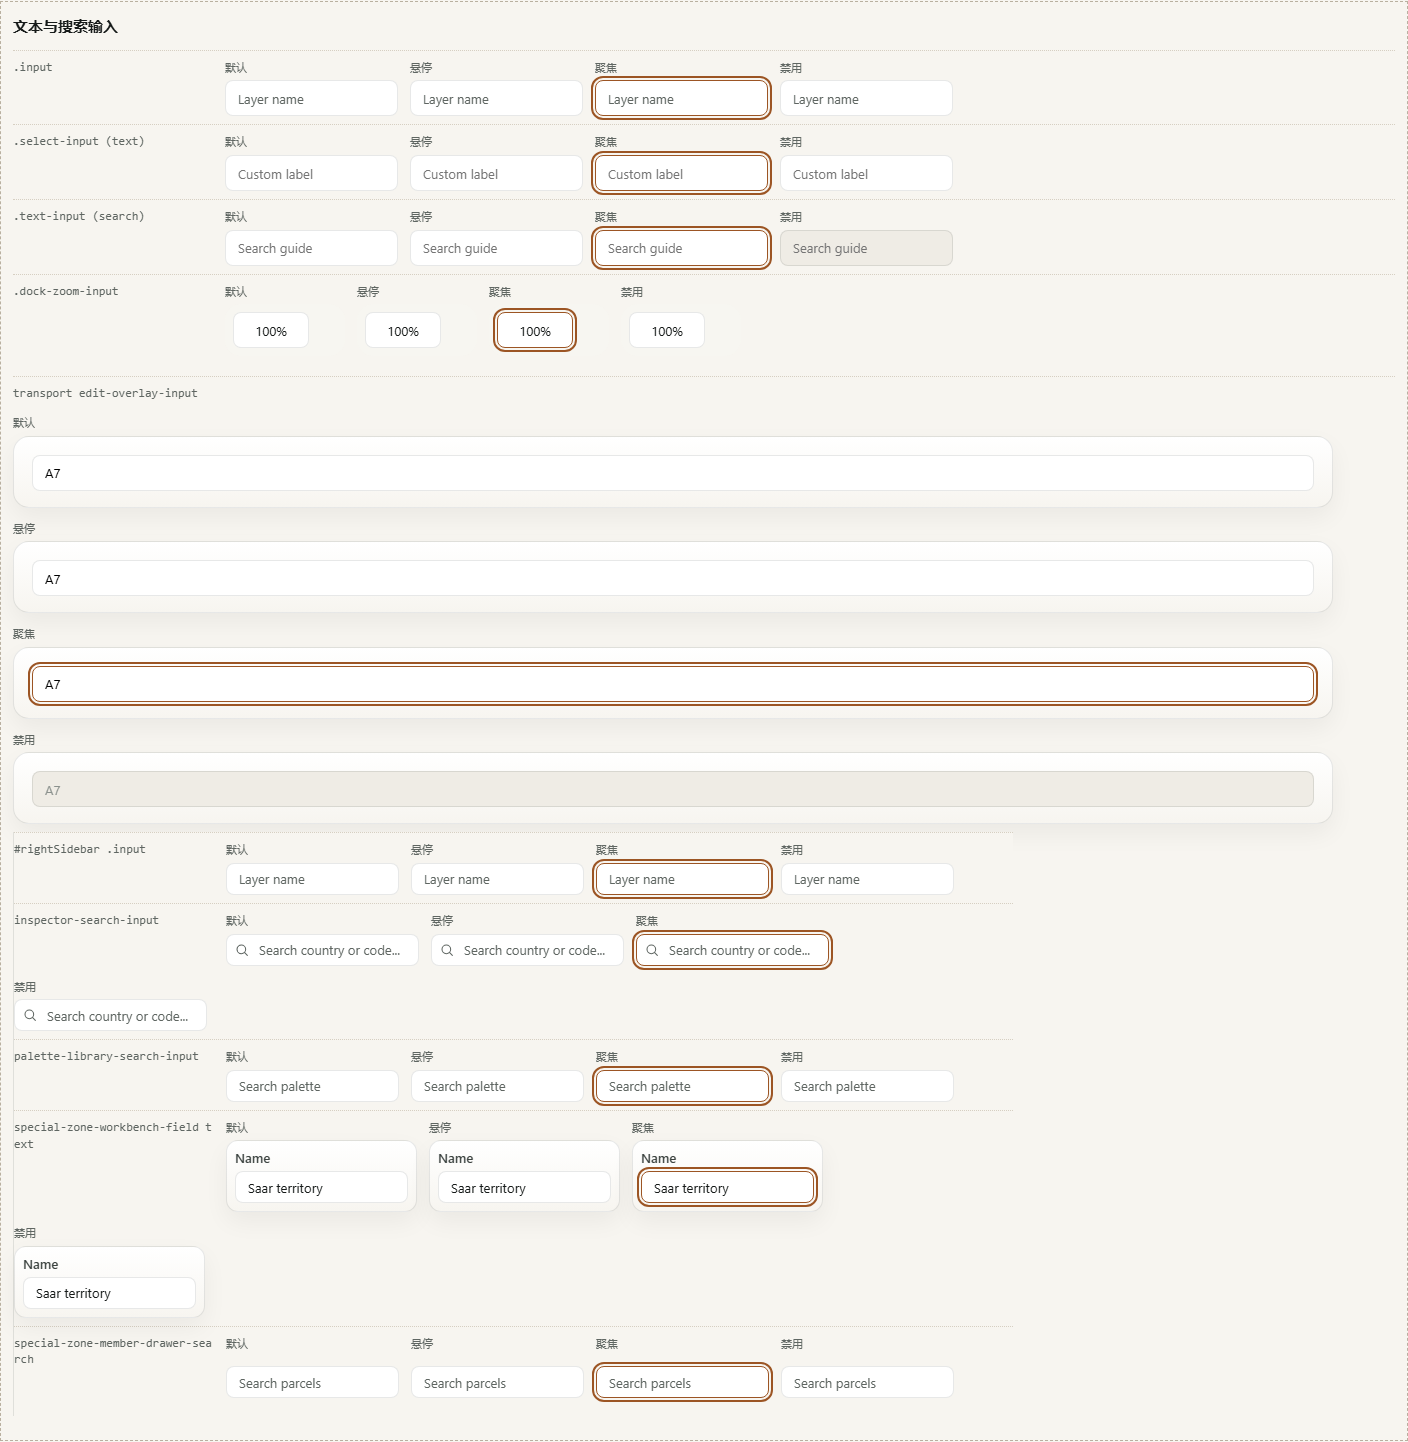 文本与搜索输入
.input
默认
悬停
聚焦
禁用
Layer name
Layer name
Layer name
Layer name
.select-input (text)
默认
悬停
聚焦
禁用
Custom label
Custom label
Custom label
Custom label
.text-input (search)
默认
悬停
聚焦
禁用
Search guide
Search guide
Search guide
Search guide
.dock-zoom-input
默认
悬停
聚焦
禁用
100%
100%
100%
100%
transport edit-overlay-input
默认
A7
悬停
A7
聚焦
A7
禁用
A7
#rightSidebar .input
默认
悬停
聚焦
禁用
Layer name
Layer name
Layer name
Layer name
inspector-search-input
默认
悬停
聚焦
Search country or code...
Search country or code...
Search country or code...
禁用
Search country or code...
palette-library-search-input
默认
悬停
聚焦
禁用
Search palette
Search palette
Search palette
Search palette
special-zone-workbench-field t
ext
默认
悬停
聚焦
Name
Name
Name
Saar territory
Saar territory
Saar territory
禁用
Name
Saar territory
special-zone-member-drawer-sea
rch
默认
悬停
聚焦
禁用
Search parcels
Search parcels
Search parcels
Search parcels